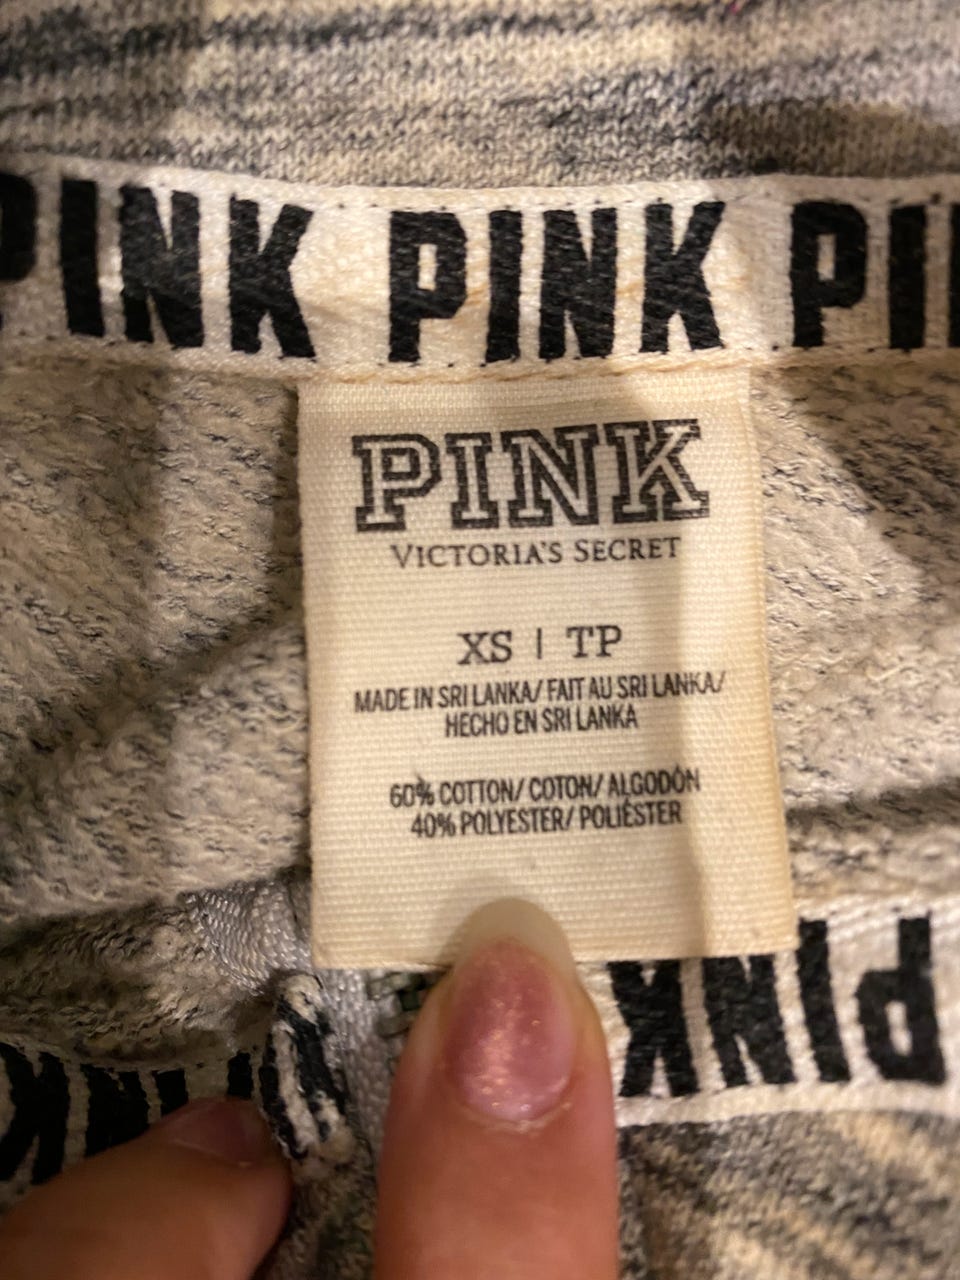 PINK PINK PI
PINK
VICTORIA'S SECRET
XS | TP
MADE IN SRI LANKA/ FAIT AU SRI LANKA/
HECHO EN SRI LANKA
60% COTTON/ COTON/ ALGODÓN
40% POLYESTER/ POLIÉSTER
PINK